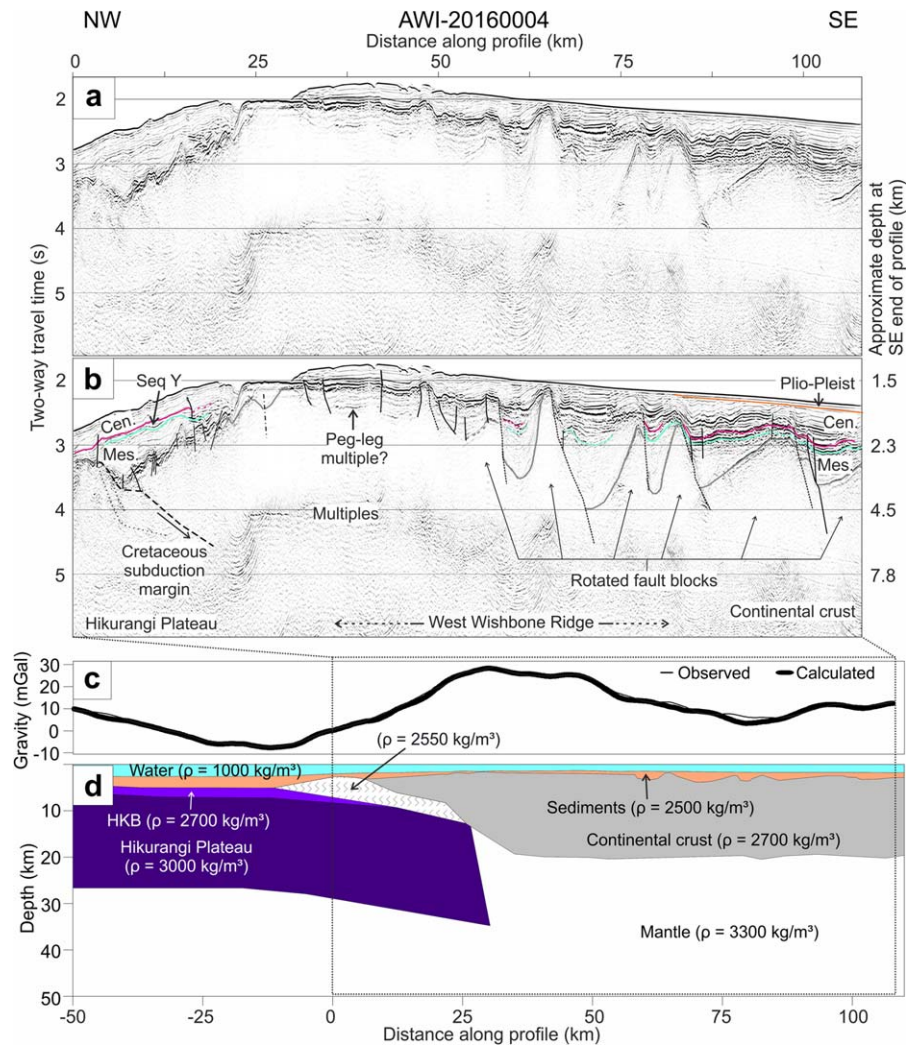 NW AWI-20160004 SE
Distance along profile (km)
0 25 50 75 100
a
2
3
4
5
Two-way travel time (s)
Approximate depth at
SE end of profile (km)
b
Seq Y
Plio-Pleist
2 1.5
Cen. Cen.
3 2.3
Mes. Mes.
Peg-leg
multiple?
4 4.5
Multiples
Cretaceous
subduction
margin
Rotated fault blocks
5 7.8
Hikurangi Plateau West Wishbone Ridge Continental crust
c
Gravity (mGal)
30
20
10
0
-10
Observed Calculated
(ρ = 2550 kg/m³)
d
Water (ρ = 1000 kg/m³)
HKB (ρ = 2700 kg/m³)
Sediments (ρ = 2500 kg/m³)
Hikurangi Plateau
(ρ = 3000 kg/m³)
Continental crust (ρ = 2700 kg/m³)
Mantle (ρ = 3300 kg/m³)
Depth (km)
10
20
30
40
50
-50 -25 0 25 50 75 100
Distance along profile (km)